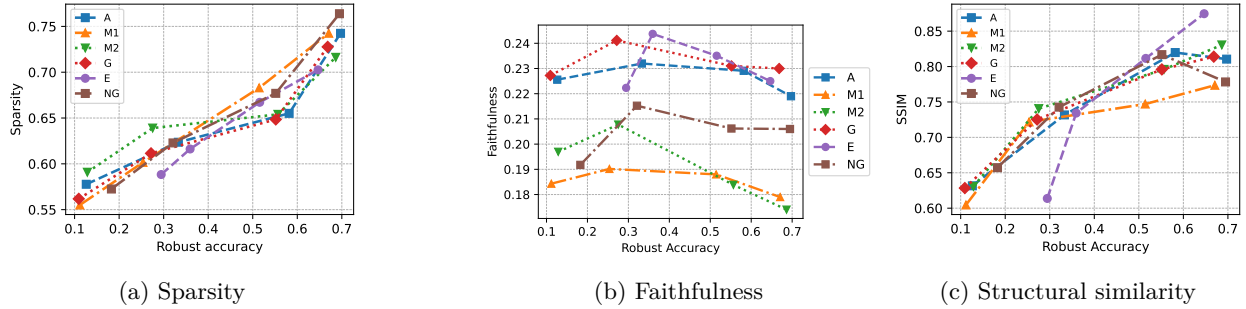 0.75
0.70
0.65
0.60
0.55
Sparsity
A
M1
M2
G
E
NG
0.1 0.2 0.3 0.4 0.5 0.6 0.7
Robust accuracy
(a) Sparsity
0.24
0.23
0.22
0.21
0.20
0.19
0.18
Faithfulness
0.1 0.2 0.3 0.4 0.5 0.6 0.7
Robust Accuracy
A
M1
M2
G
E
NG
(b) Faithfulness
0.85
0.80
0.75
0.70
0.65
0.60
SSIM
A
M1
M2
G
E
NG
0.1 0.2 0.3 0.4 0.5 0.6 0.7
Robust Accuracy
(c) Structural similarity